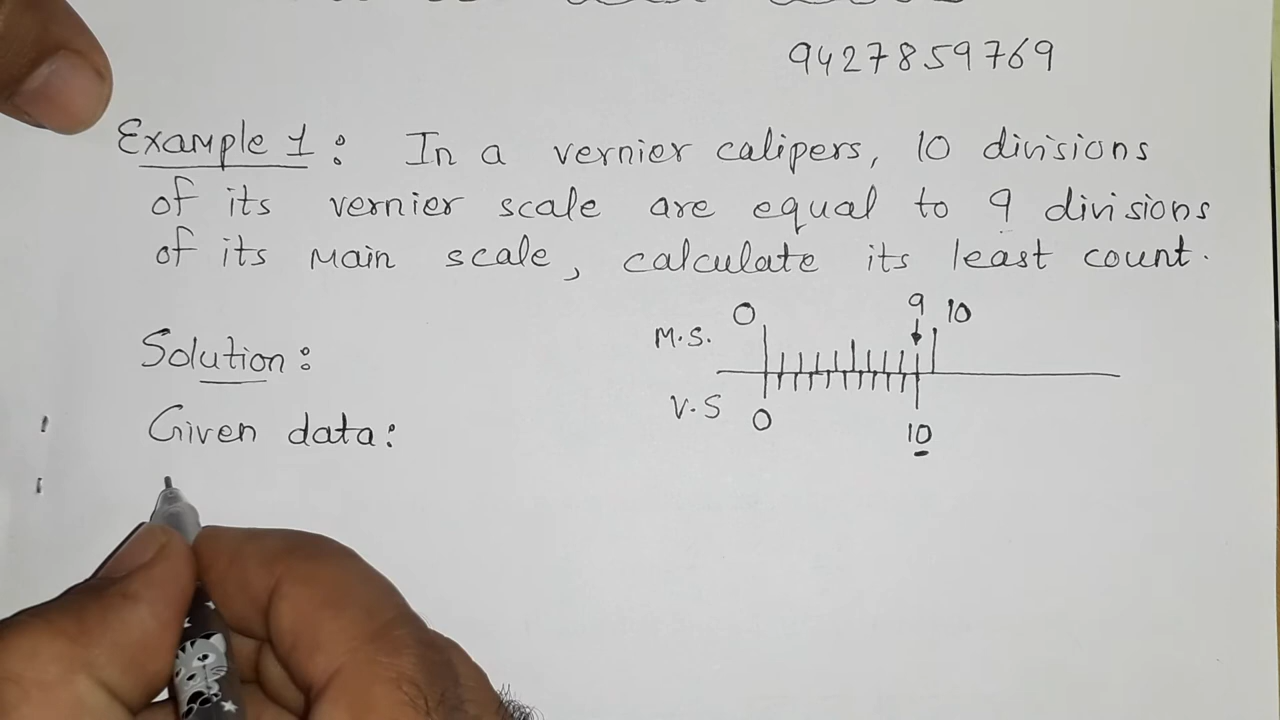 9427859769
Example 1: In a vernier calipers, 10 divisions
of its vernier scale are equal to 9 divisions
of its main scale, calculate its least count.
0 9 10
M.S.
Solution:
V.S 0
10
Given data: